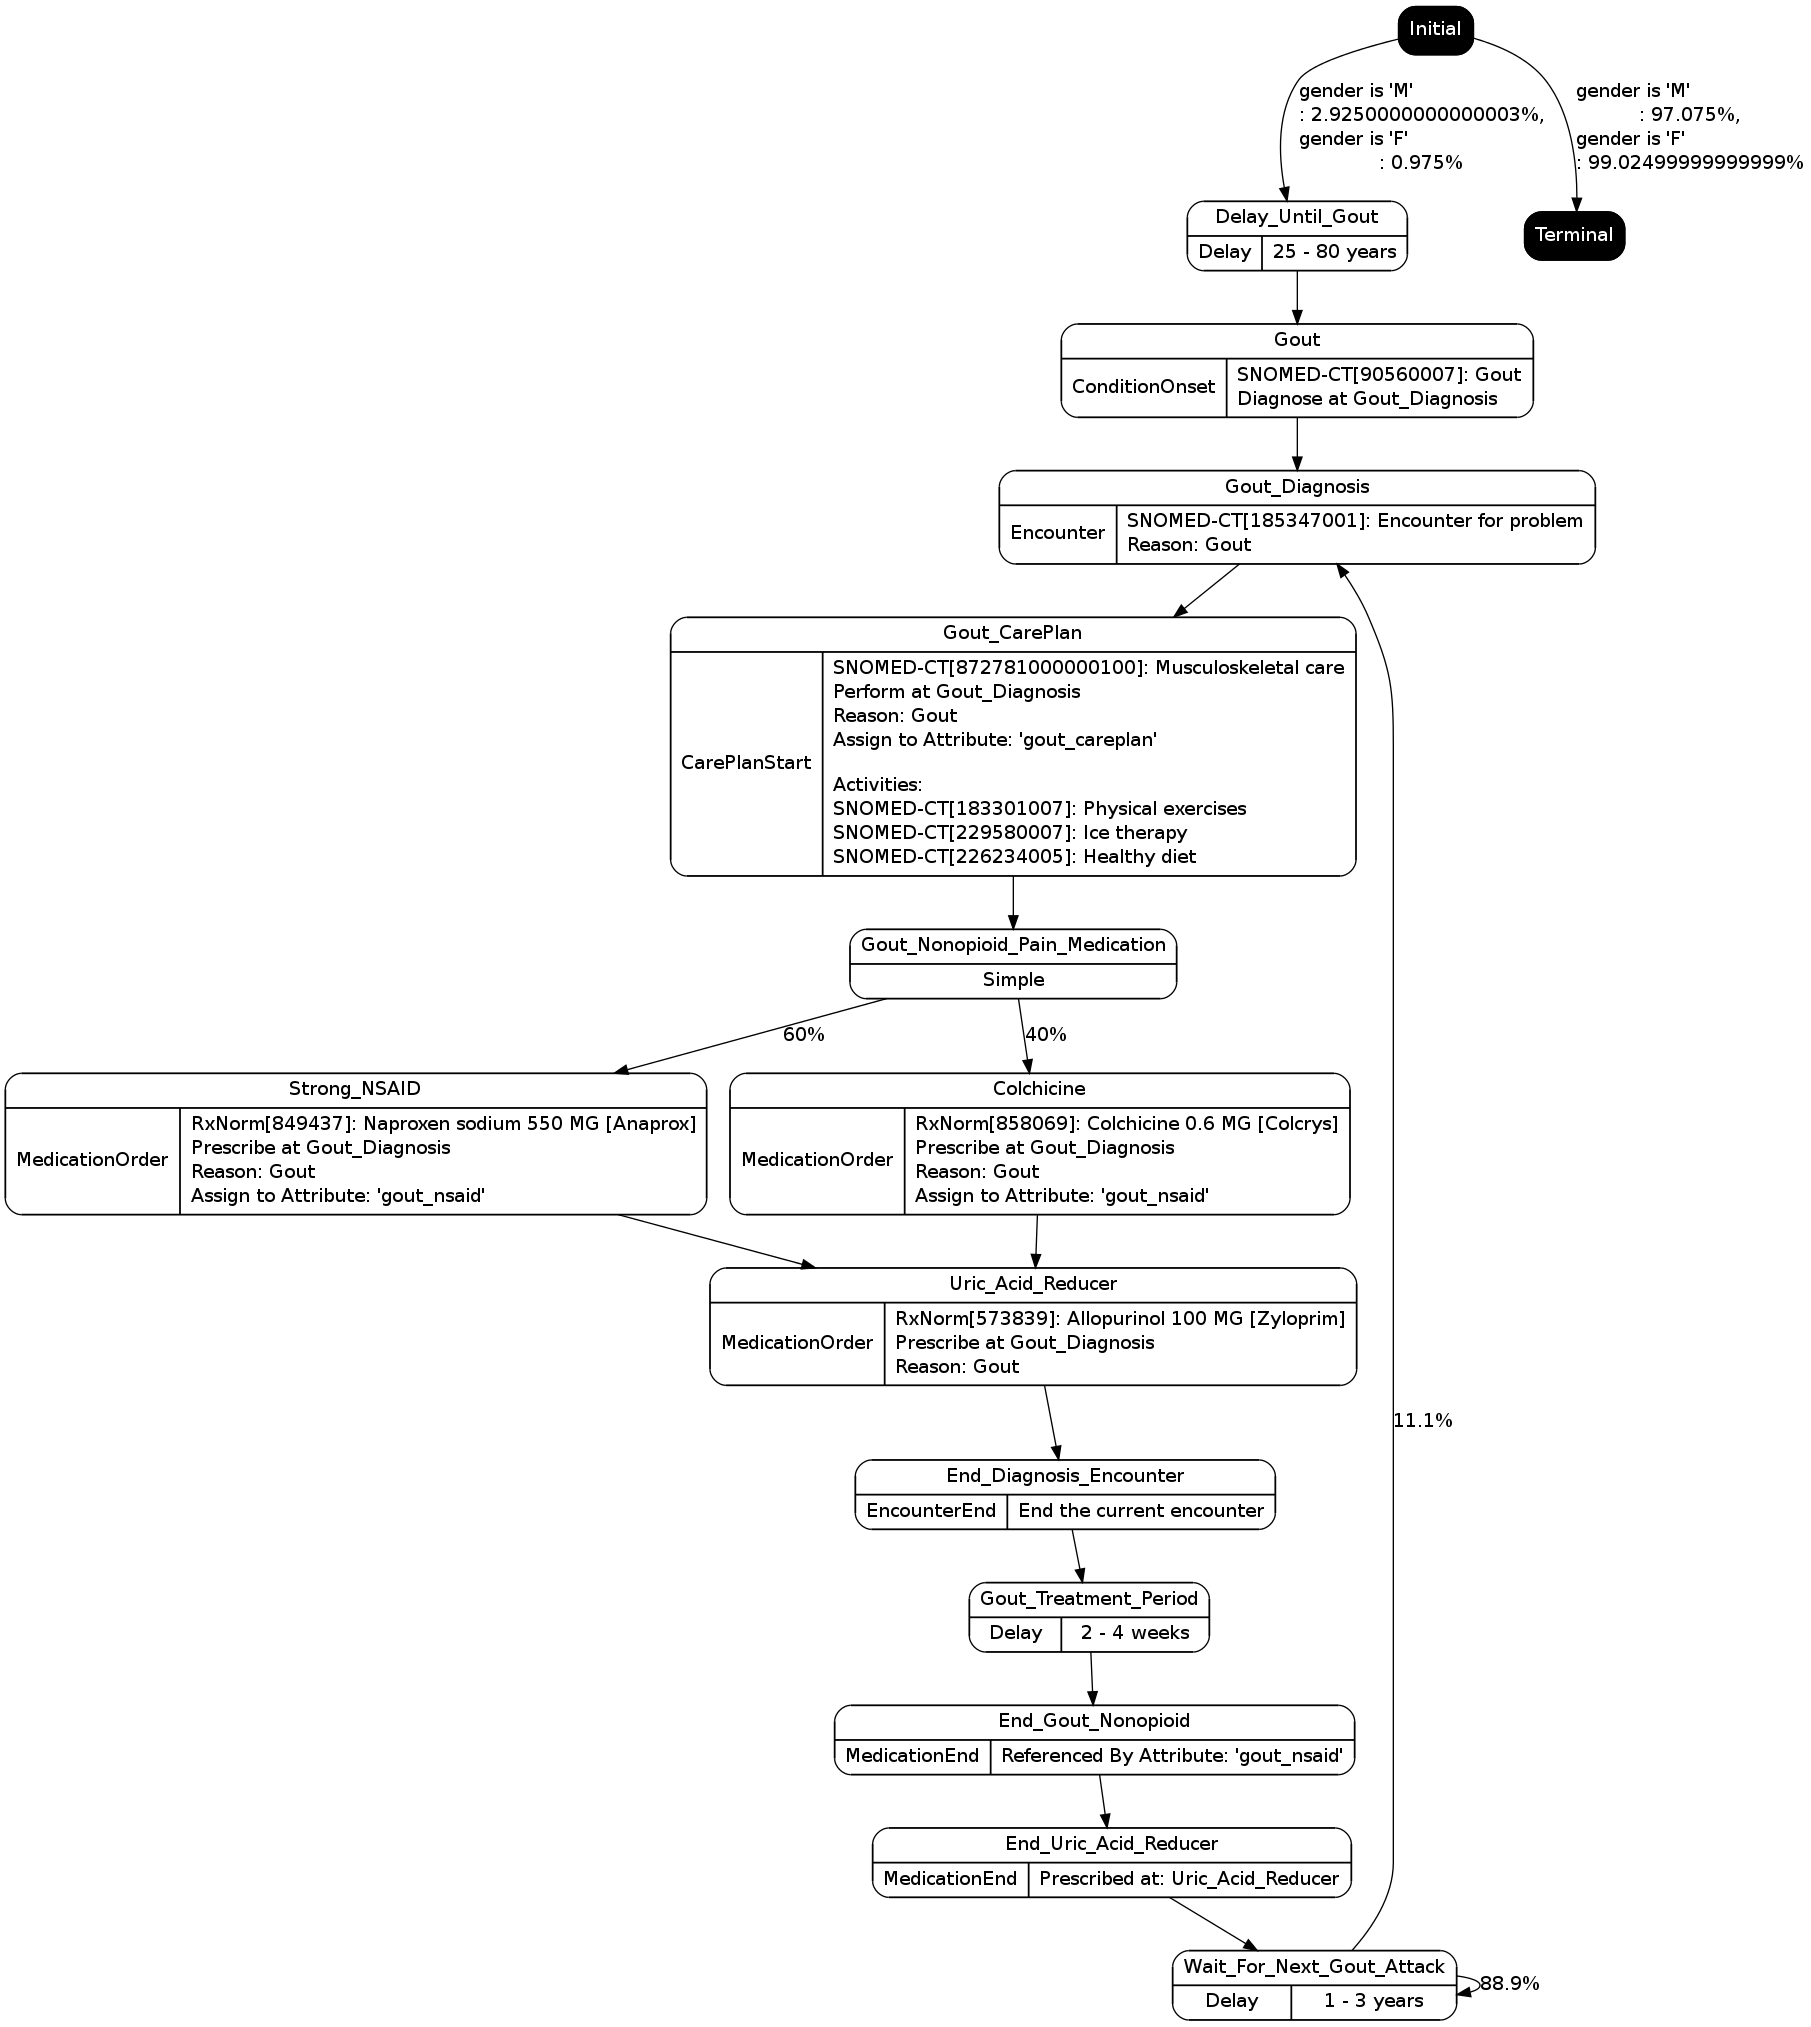 Initial
gender is 'M'
: 2.9250000000000003%,
gender is 'F'
: 0.975%
gender is 'M'
: 97.075%,
gender is 'F'
: 99.02499999999999%
Delay_Until_Gout
Delay
25 - 80 years
Terminal
Gout
ConditionOnset
SNOMED-CT[90560007]: Gout
Diagnose at Gout_Diagnosis
Gout_Diagnosis
Encounter
SNOMED-CT[185347001]: Encounter for problem
Reason: Gout
Gout_CarePlan
CarePlanStart
SNOMED-CT[872781000000100]: Musculoskeletal care
Perform at Gout_Diagnosis
Reason: Gout
Assign to Attribute: 'gout_careplan'
Activities:
SNOMED-CT[183301007]: Physical exercises
SNOMED-CT[229580007]: Ice therapy
SNOMED-CT[226234005]: Healthy diet
Gout_Nonopioid_Pain_Medication
Simple
60%
40%
Strong_NSAID
MedicationOrder
RxNorm[849437]: Naproxen sodium 550 MG [Anaprox]
Prescribe at Gout_Diagnosis
Reason: Gout
Assign to Attribute: 'gout_nsaid'
Colchicine
MedicationOrder
RxNorm[858069]: Colchicine 0.6 MG [Colcrys]
Prescribe at Gout_Diagnosis
Reason: Gout
Assign to Attribute: 'gout_nsaid'
Uric_Acid_Reducer
MedicationOrder
RxNorm[573839]: Allopurinol 100 MG [Zyloprim]
Prescribe at Gout_Diagnosis
Reason: Gout
11.1%
End_Diagnosis_Encounter
EncounterEnd
End the current encounter
Gout_Treatment_Period
Delay
2 - 4 weeks
End_Gout_Nonopioid
MedicationEnd
Referenced By Attribute: 'gout_nsaid'
End_Uric_Acid_Reducer
MedicationEnd
Prescribed at: Uric_Acid_Reducer
Wait_For_Next_Gout_Attack
Delay
1 - 3 years
88.9%